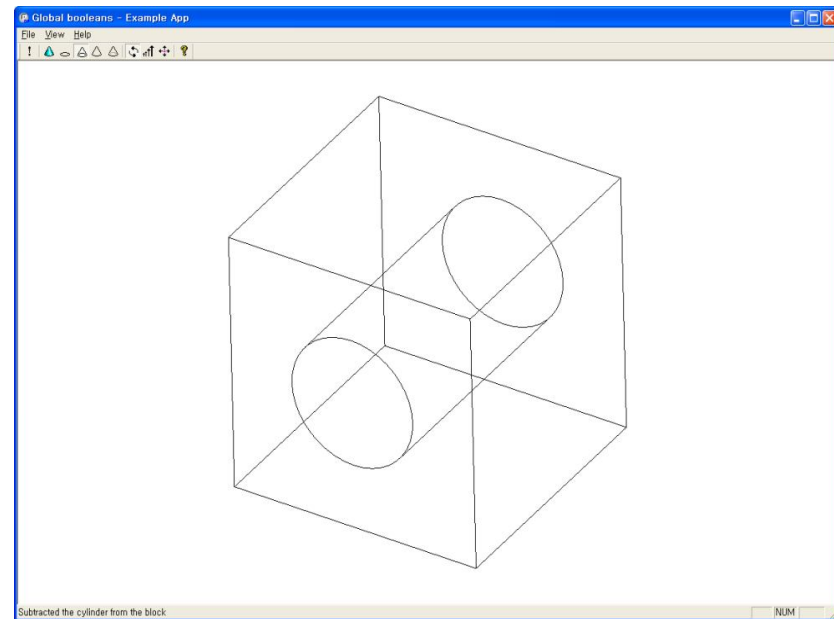 Global booleans - Example App
File View Help
Subtracted the cylinder from the block
NUM